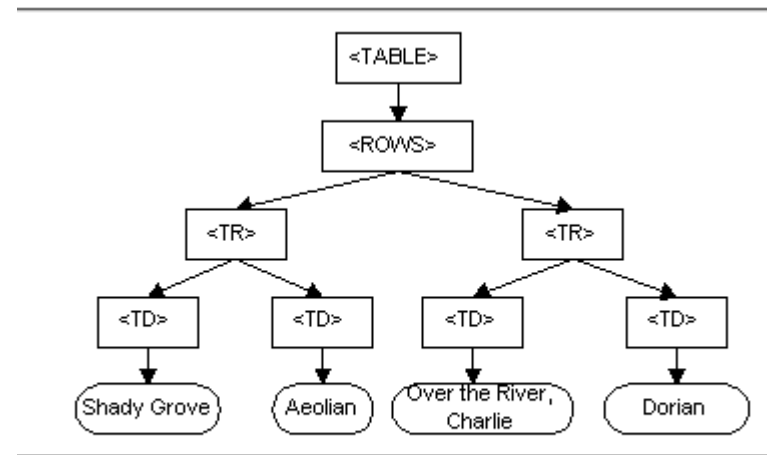 <TABLE>
<ROWS>
<TR> <TR>
<TD> <TD> <TD> <TD>
Shady Grove Aeolian Over the River,
Charlie Dorian